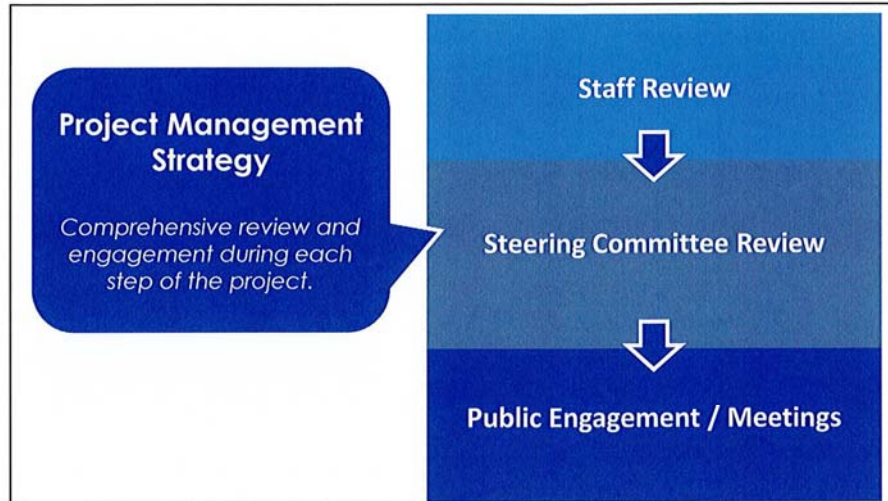 Project Management
Strategy
Comprehensive review and
engagement during each
step of the project.
Staff Review
Steering Committee Review
Public Engagement / Meetings